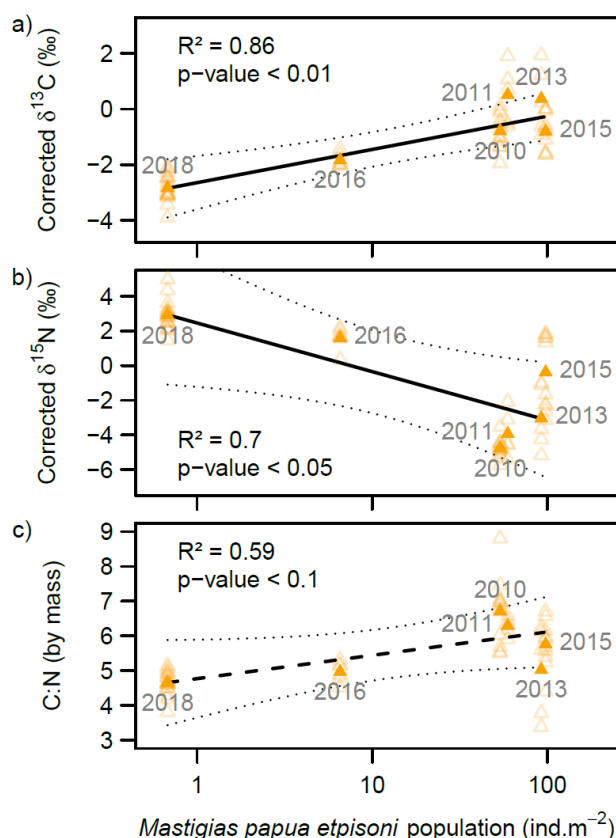 a)
Corrected δ¹³C (‰)
2
0
−2
−4
R² = 0.86
p−value < 0.01
2013
2011
2015
2010
2018
2016
b)
Corrected δ¹⁵N (‰)
4
2
0
−2
−4
−6
2018
2016
2015
2013
2011
2010
R² = 0.7
p−value < 0.05
c)
C:N (by mass)
9
8
7
6
5
4
3
R² = 0.59
p−value < 0.1
2010
2011
2015
2018
2016
2013
1 10 100
Mastigias papua etpisoni population (ind.m⁻²)